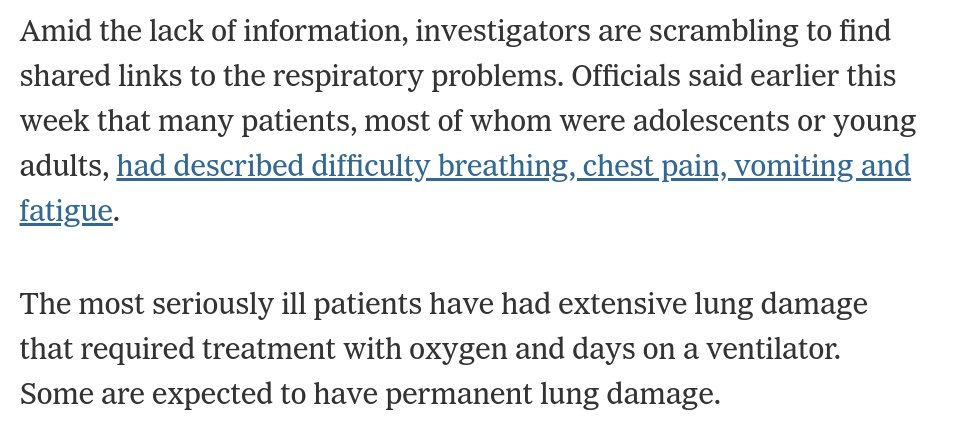 Amid the lack of information, investigators are scrambling to find
shared links to the respiratory problems. Officials said earlier this
week that many patients, most of whom were adolescents or young
adults, had described difficulty breathing, chest pain, vomiting and
fatigue.
The most seriously ill patients have had extensive lung damage
that required treatment with oxygen and days on a ventilator.
Some are expected to have permanent lung damage.